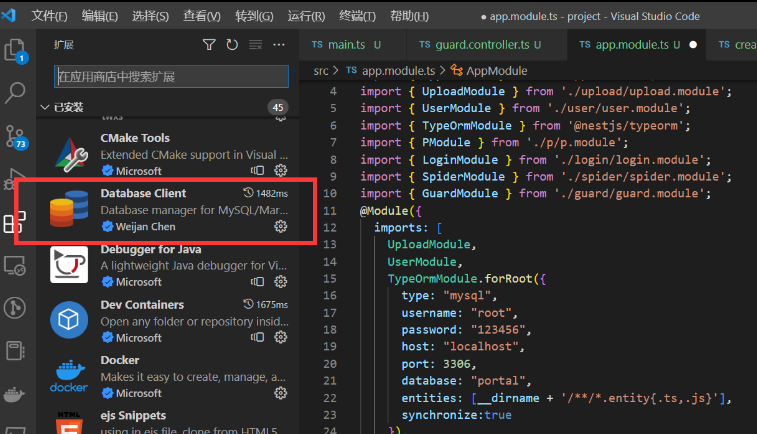 文件(F) 编辑(E) 选择(S) 查看(V) 转到(G) 运行(R) 终端(T) 帮助(H) ● app.module.ts - project - Visual Studio Code
扩展
在应用商店中搜索扩展
已安装 45
CMake Tools
Extended CMake support in Visual ...
Microsoft
Database Client 1482ms
Database manager for MySQL/Mar...
Weijan Chen
Debugger for Java
A lightweight Java debugger for Vi...
Microsoft
Dev Containers 1675ms
Open any folder or repository insid...
Microsoft
Docker
Makes it easy to create, manage, a...
Microsoft
ejs Snippets
using in ejs file. clone from HTML5...
1
73
docker
HTML
TS main.ts U TS guard.controller.ts U TS app.module.ts U ● TS crea
src > TS app.module.ts > AppModule
4 import { UploadModule } from './upload/upload.module';
5 import { UserModule } from './user/user.module';
6 import { TypeOrmModule } from '@nestjs/typeorm';
7 import { PModule } from './p/p.module';
8 import { LoginModule } from './login/login.module';
9 import { SpiderModule } from './spider/spider.module';
10 import { GuardModule } from './guard/guard.module';
11 @Module({
12 imports: [
13 UploadModule,
14 UserModule,
15 TypeOrmModule.forRoot({
16 type: "mysql",
17 username: "root",
18 password: "123456",
19 host: "localhost",
20 port: 3306,
21 database: "portal",
22 entities: [__dirname + '/**/*.entity{.ts,.js}'],
23 synchronize:true
24 })